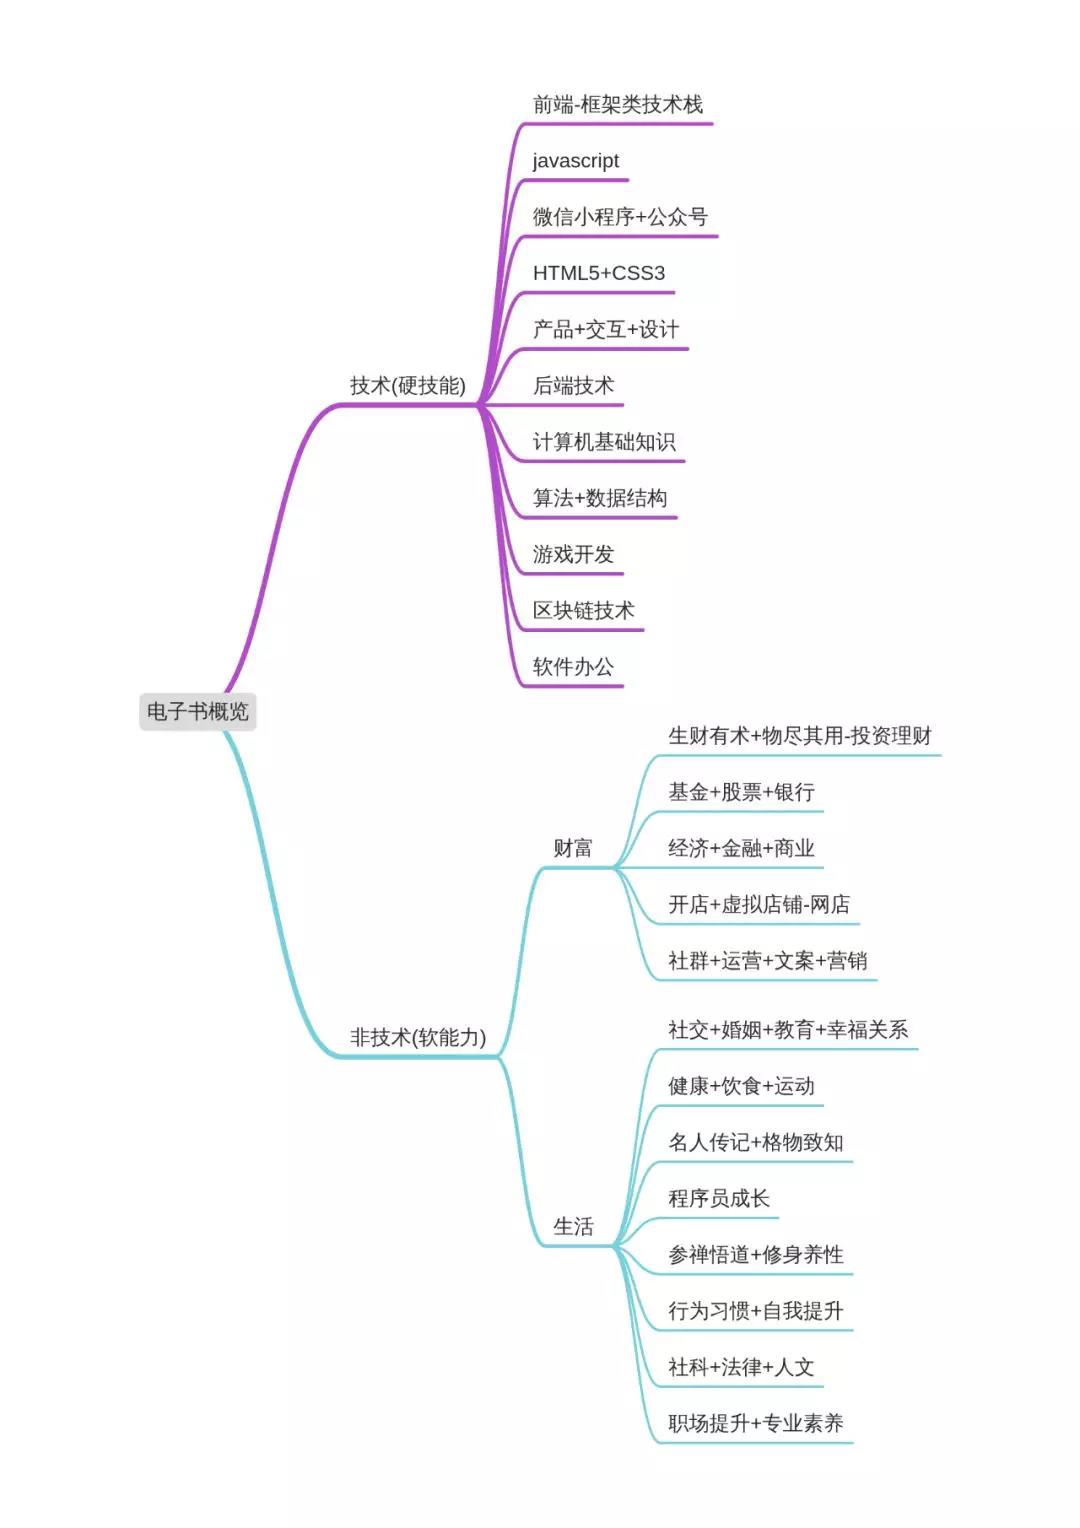 前端-框架类技术栈
javascript
微信小程序+公众号
HTML5+CSS3
产品+交互+设计
技术(硬技能)
后端技术
计算机基础知识
算法+数据结构
游戏开发
区块链技术
软件办公
电子书概览
生财有术+物尽其用-投资理财
基金+股票+银行
财富
经济+金融+商业
开店+虚拟店铺-网店
社群+运营+文案+营销
非技术(软能力)
社交+婚姻+教育+幸福关系
健康+饮食+运动
名人传记+格物致知
程序员成长
生活
参禅悟道+修身养性
行为习惯+自我提升
社科+法律+人文
职场提升+专业素养